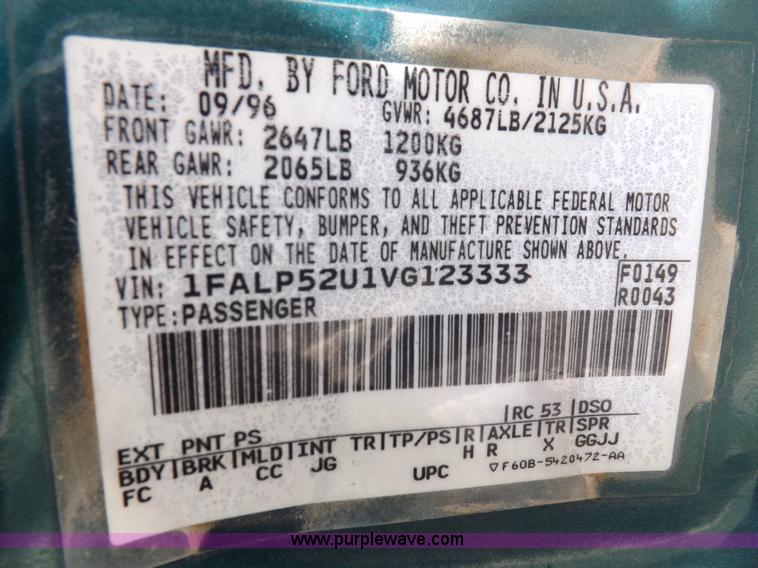 MFD. BY FORD MOTOR CO. IN U.S.A.
DATE: 09/96 GVWR: 4687LB/2125KG
FRONT GAWR: 2647LB 1200KG
REAR GAWR: 2065LB 936KG
THIS VEHICLE CONFORMS TO ALL APPLICABLE FEDERAL MOTOR
VEHICLE SAFETY, BUMPER, AND THEFT PREVENTION STANDARDS
IN EFFECT ON THE DATE OF MANUFACTURE SHOWN ABOVE.
VIN: 1FALP52U1VG123333 F0149
TYPE: PASSENGER R0043
EXT PNT PS RC 53 DSO
BDY BRK MLD INT TR TP/PS R AXLE TR SPR
FC A CC JG UPC H R X GGJJ
▽F60B-5420472-AA
www.purplewave.com